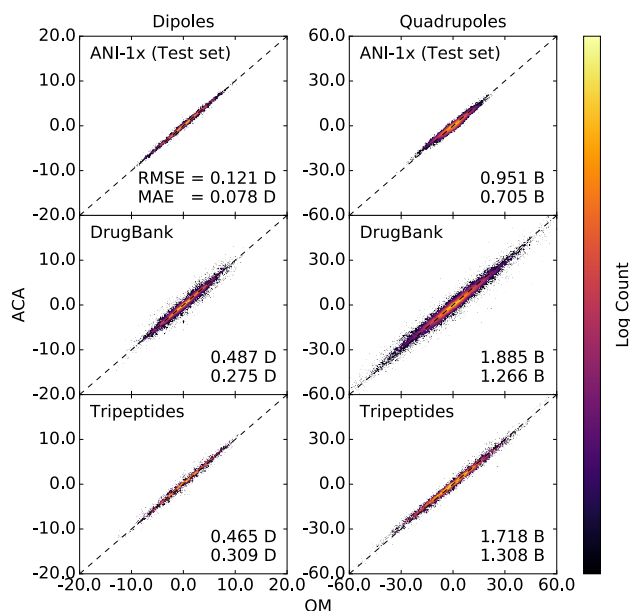 Dipoles
Quadrupoles
20.0
ANI-1x (Test set)
10.0
0.0
-10.0
RMSE = 0.121 D
MAE = 0.078 D
-20.0
60.0
ANI-1x (Test set)
30.0
0.0
-30.0
0.951 B
0.705 B
-60.0
DrugBank
10.0
0.0
-10.0
0.487 D
0.275 D
-20.0
DrugBank
30.0
0.0
-30.0
1.885 B
1.266 B
-60.0
ACA
Tripeptides
10.0
0.0
-10.0
0.465 D
0.309 D
-20.0
Tripeptides
30.0
0.0
-30.0
1.718 B
1.308 B
-60.0
20.0 -10.0 0.0 10.0 20.0
-60.0 -30.0 0.0 30.0 60.0
QM
Log Count